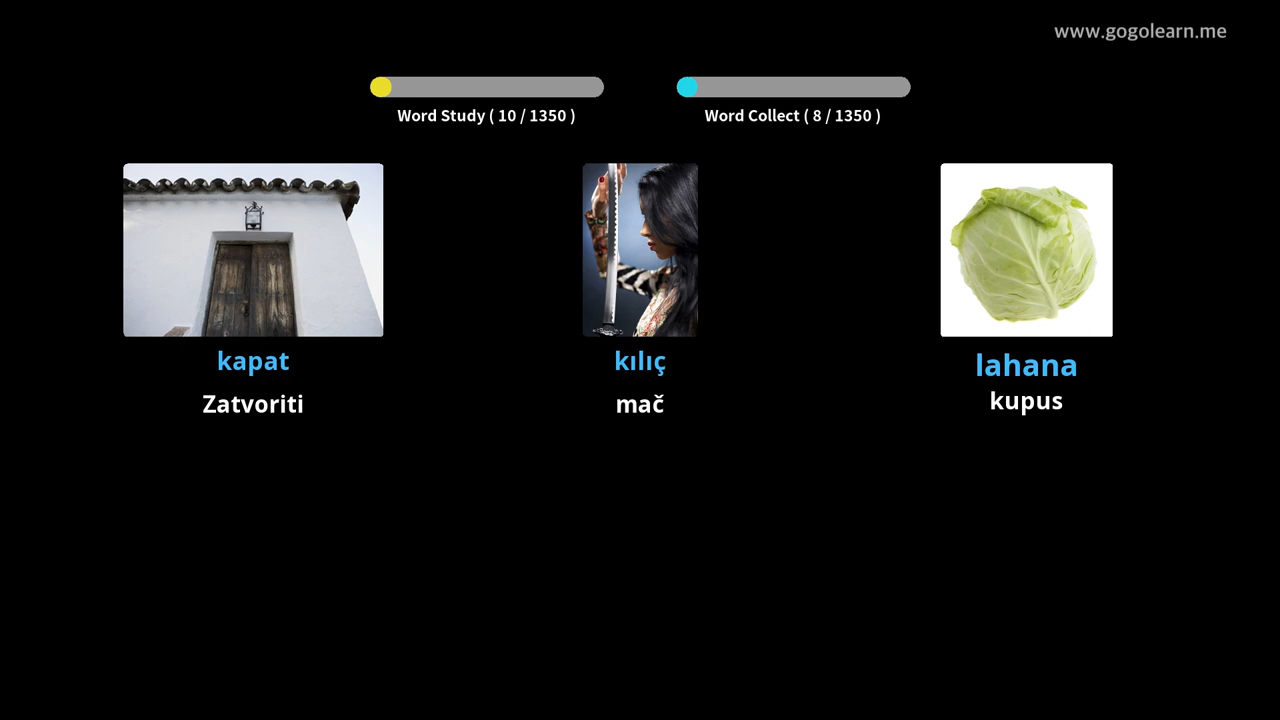 www.gogolearn.me
Word Study ( 10 / 1350 )
Word Collect ( 8 / 1350 )
kapat
Zatvoriti
kılıç
mač
lahana
kupus